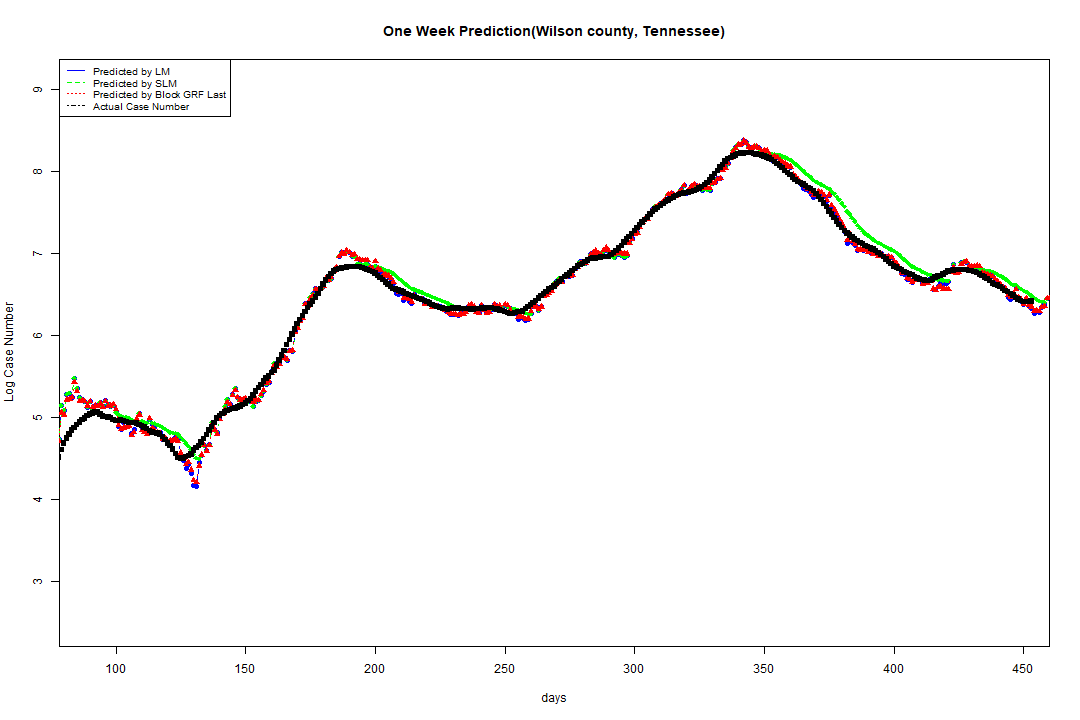 One Week Prediction(Wilson county, Tennessee)
Predicted by LM
Predicted by SLM
Predicted by Block GRF Last
Actual Case Number
9
8
7
6
5
4
3
Log Case Number
100 150 200 250 300 350 400 450
days